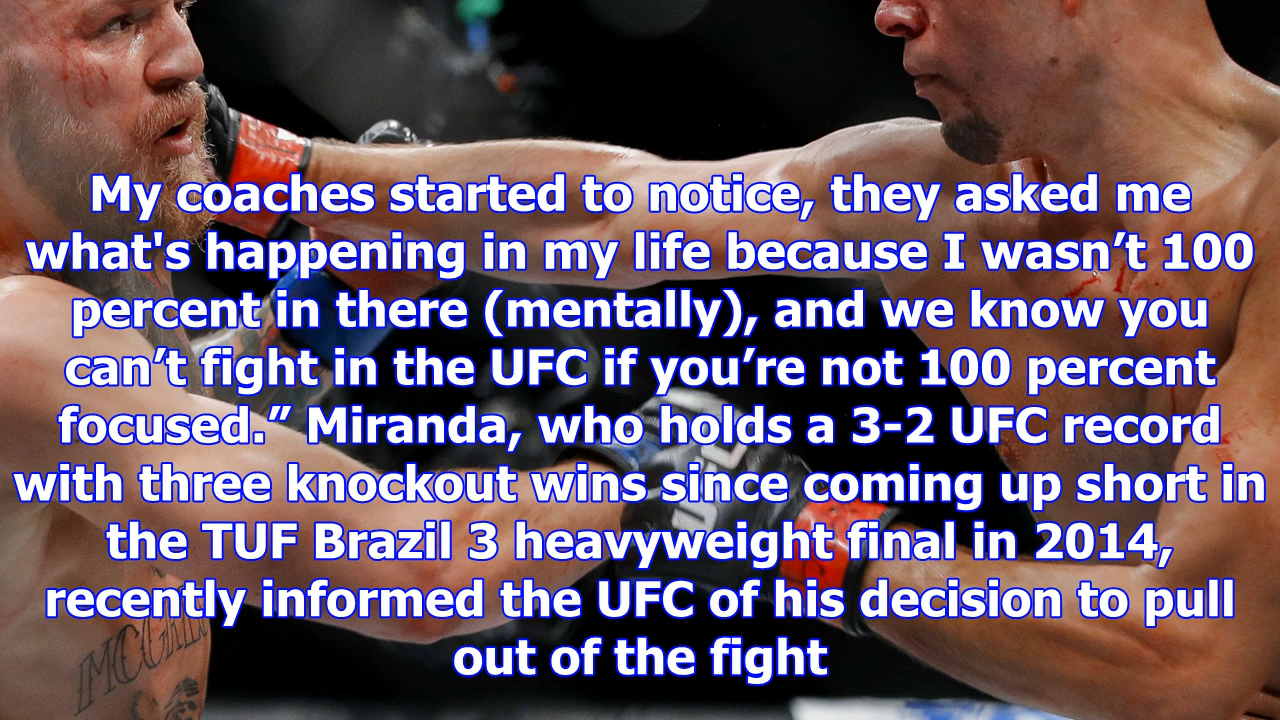 My coaches started to notice, they asked me
what's happening in my life because I wasn’t 100
percent in there (mentally), and we know you
can’t fight in the UFC if you’re not 100 percent
focused.” Miranda, who holds a 3-2 UFC record
with three knockout wins since coming up short in
the TUF Brazil 3 heavyweight final in 2014,
recently informed the UFC of his decision to pull
out of the fight
UFC